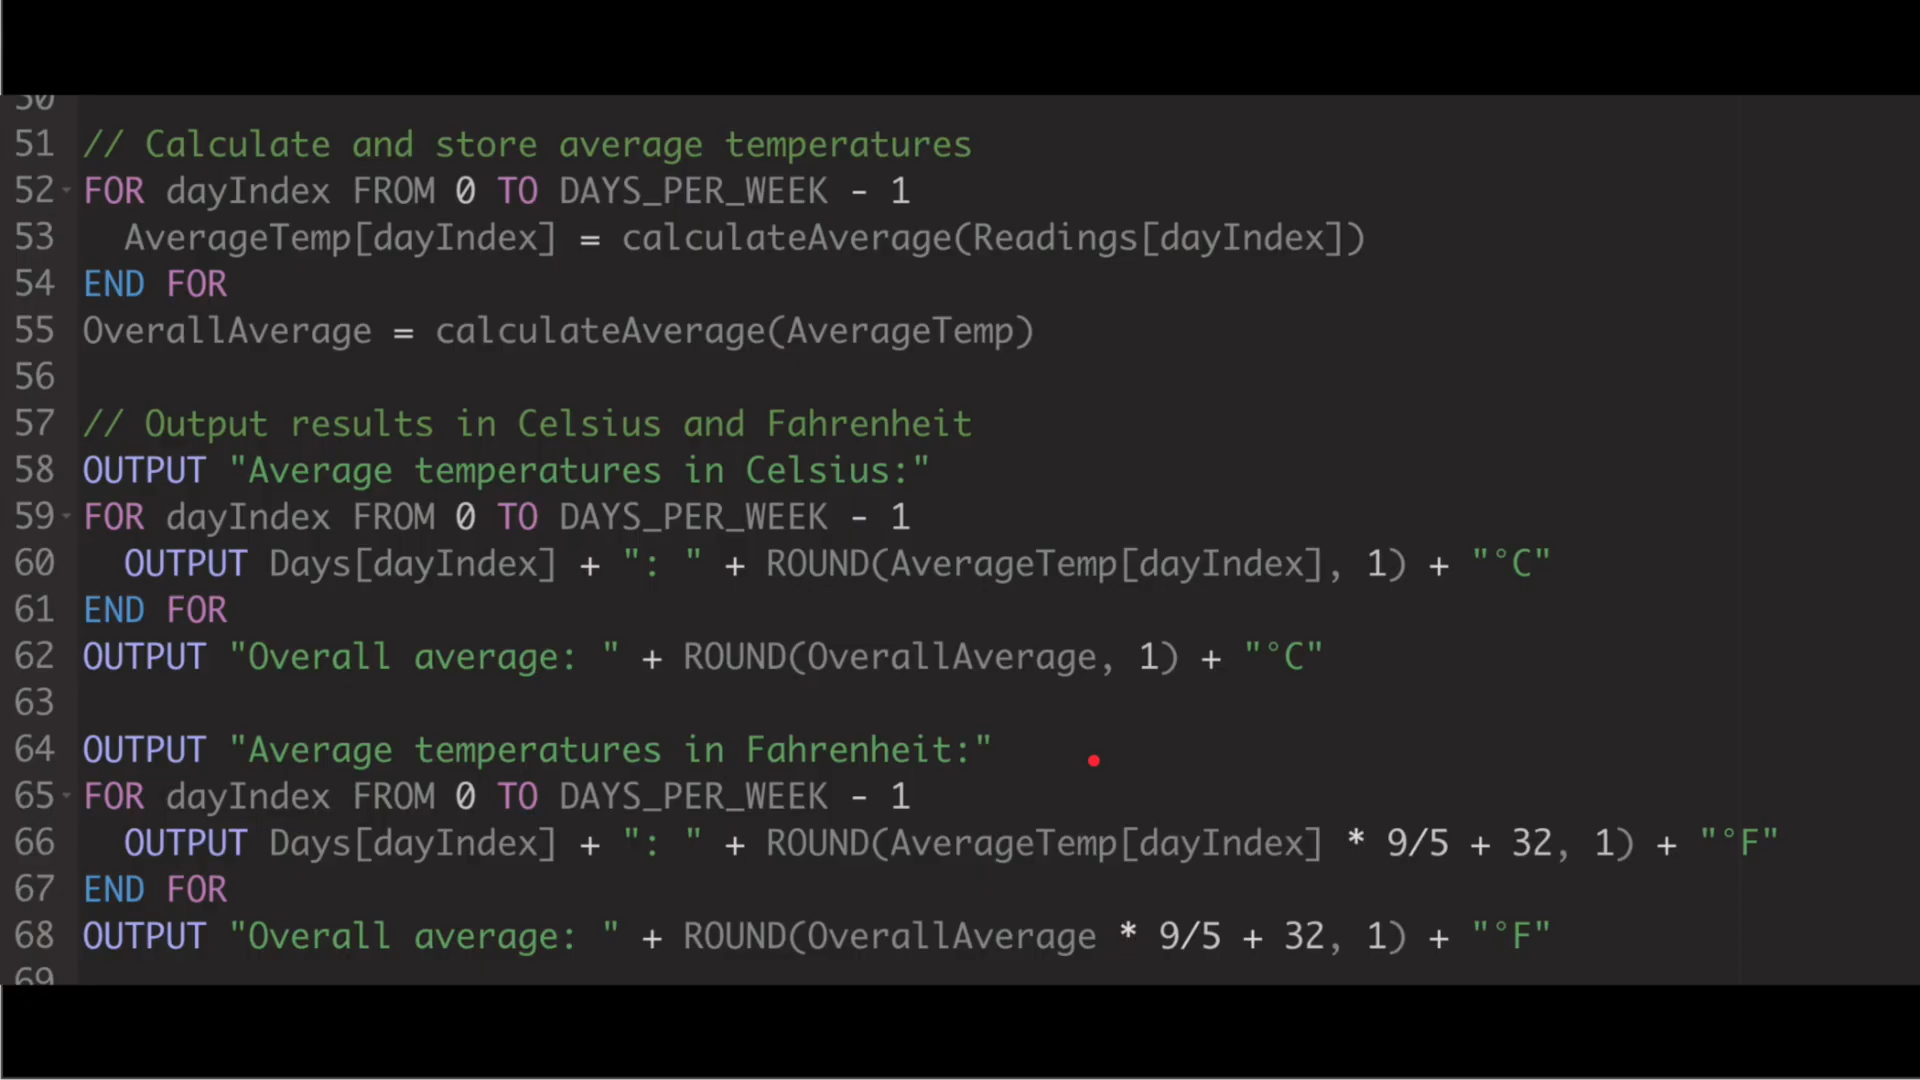 50
51 // Calculate and store average temperatures
52 FOR dayIndex FROM 0 TO DAYS_PER_WEEK - 1
53   AverageTemp[dayIndex] = calculateAverage(Readings[dayIndex])
54 END FOR
55 OverallAverage = calculateAverage(AverageTemp)
56
57 // Output results in Celsius and Fahrenheit
58 OUTPUT "Average temperatures in Celsius:"
59 FOR dayIndex FROM 0 TO DAYS_PER_WEEK - 1
60   OUTPUT Days[dayIndex] + ": " + ROUND(AverageTemp[dayIndex], 1) + "°C"
61 END FOR
62 OUTPUT "Overall average: " + ROUND(OverallAverage, 1) + "°C"
63
64 OUTPUT "Average temperatures in Fahrenheit:"
65 FOR dayIndex FROM 0 TO DAYS_PER_WEEK - 1
66   OUTPUT Days[dayIndex] + ": " + ROUND(AverageTemp[dayIndex] * 9/5 + 32, 1) + "°F"
67 END FOR
68 OUTPUT "Overall average: " + ROUND(OverallAverage * 9/5 + 32, 1) + "°F"
69